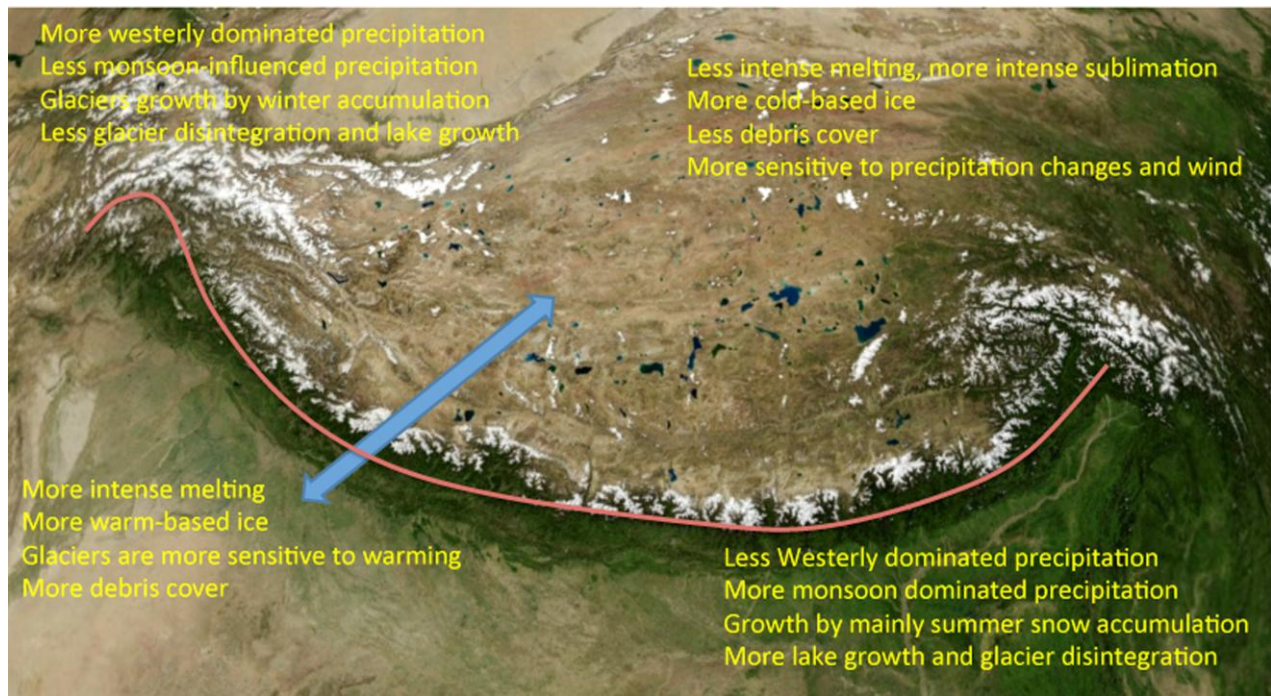 More westerly dominated precipitation
Less monsoon-influenced precipitation
Glaciers growth by winter accumulation
Less glacier disintegration and lake growth
Less intense melting, more intense sublimation
More cold-based ice
Less debris cover
More sensitive to precipitation changes and wind
More intense melting
More warm-based ice
Glaciers are more sensitive to warming
More debris cover
Less Westerly dominated precipitation
More monsoon dominated precipitation
Growth by mainly summer snow accumulation
More lake growth and glacier disintegration